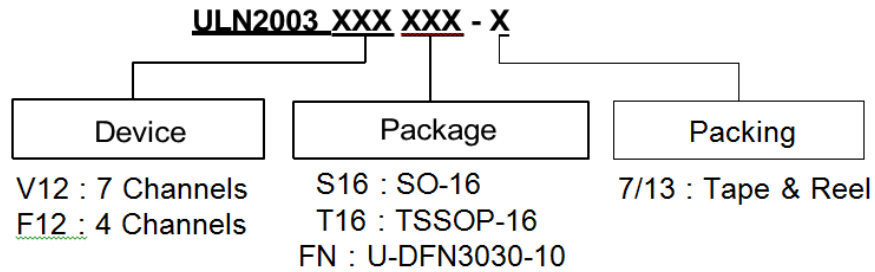 ULN2003 XXX XXX - X
Device
Package
Packing
V12 : 7 Channels
F12 : 4 Channels
S16 : SO-16
T16 : TSSOP-16
FN : U-DFN3030-10
7/13 : Tape & Reel